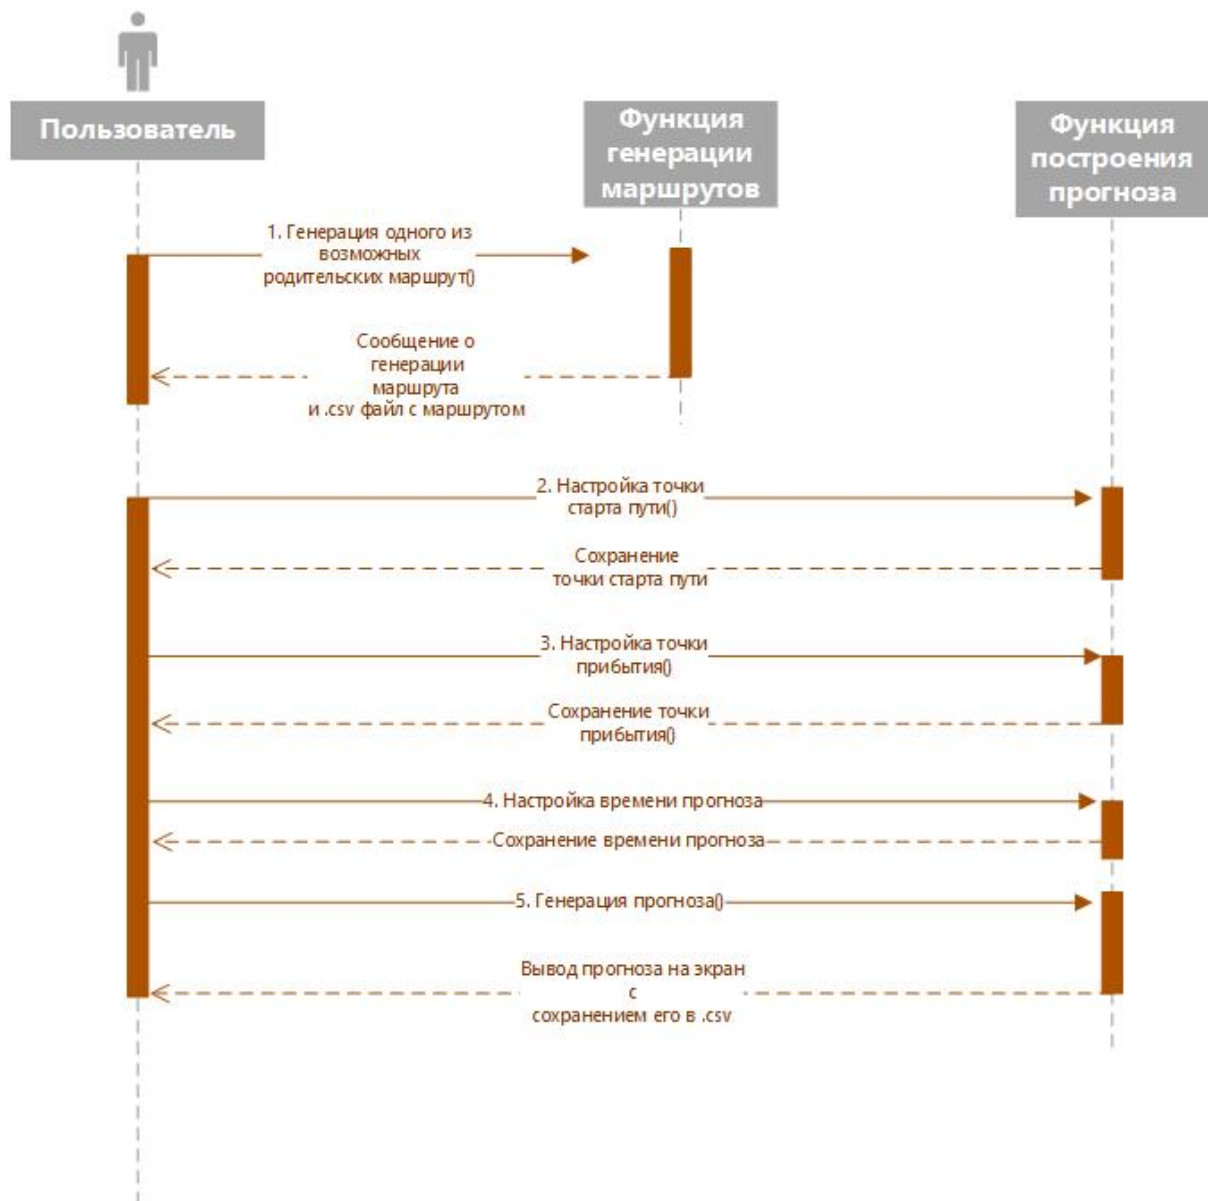 Пользователь
Функция
генерации
маршрутов
Функция
построения
прогноза
1. Генерация одного из
возможных
родительских маршрут()
Сообщение о
генерации
маршрута
и .csv файл с маршрутом
2. Настройка точки
старта пути()
Сохранение
точки старта пути
3. Настройка точки
прибытия()
Сохранение точки
прибытия()
4. Настройка времени прогноза
Сохранение времени прогноза
5. Генерация прогноза()
Вывод прогноза на экран
с
сохранением его в .csv